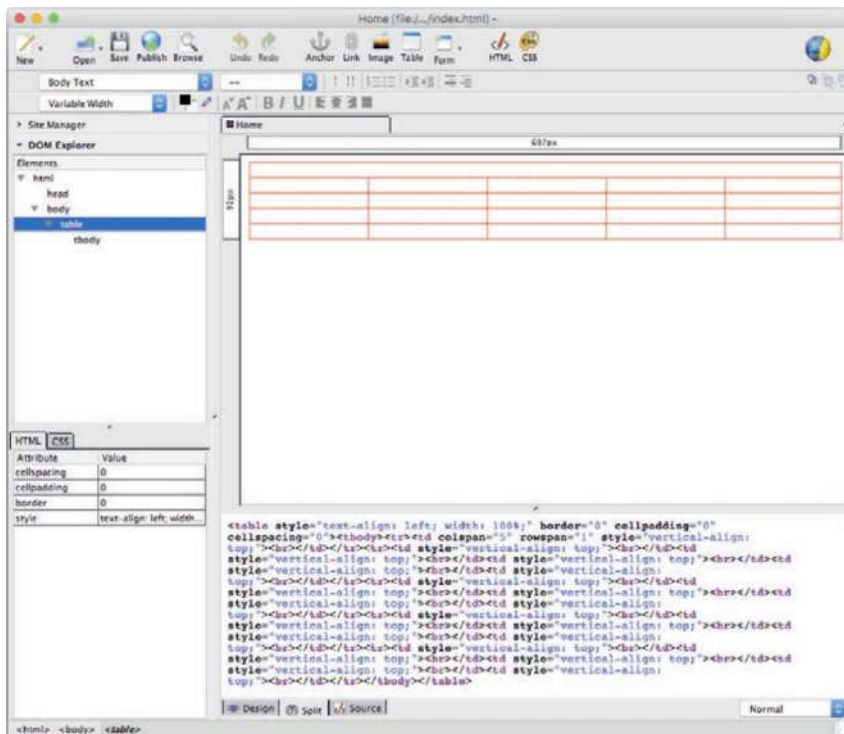 Home (file:/.../index.html) -
New Open Save Publish Browse Undo Redo Anchor Link Image Table Form HTML CSS
Body Text
Variable Width
B I U
Site Manager
DOM Explorer
Elements
html
head
body
table
tbody
HTML CSS
Attribute Value
cellspacing 0
cellpadding 0
border 0
style text-align: left; width...
Home
607px
92px
<table style="text-align: left; width: 100%;" border="0" cellpadding="0"
cellspacing="0"><tbody><tr><td colspan="5" rowspan="1" style="vertical-align:
top;"><br></td></tr><tr><td style="vertical-align: top;"><br></td><td
style="vertical-align: top;"><br></td><td style="vertical-align: top;"><br></td><td
style="vertical-align: top;"><br></td><td style="vertical-align:
top;"><br></td></tr><tr><td style="vertical-align: top;"><br></td><td
style="vertical-align: top;"><br></td><td style="vertical-align: top;"><br></td><td
style="vertical-align: top;"><br></td><td style="vertical-align:
top;"><br></td></tr><tr><td style="vertical-align: top;"><br></td><td
style="vertical-align: top;"><br></td><td style="vertical-align: top;"><br></td><td
style="vertical-align: top;"><br></td><td style="vertical-align:
top;"><br></td></tr><tr><td style="vertical-align: top;"><br></td><td
style="vertical-align: top;"><br></td><td style="vertical-align: top;"><br></td><td
style="vertical-align: top;"><br></td><td style="vertical-align:
top;"><br></td></tr></tbody></table>
Design Split Source
Normal
<html> <body> <table>